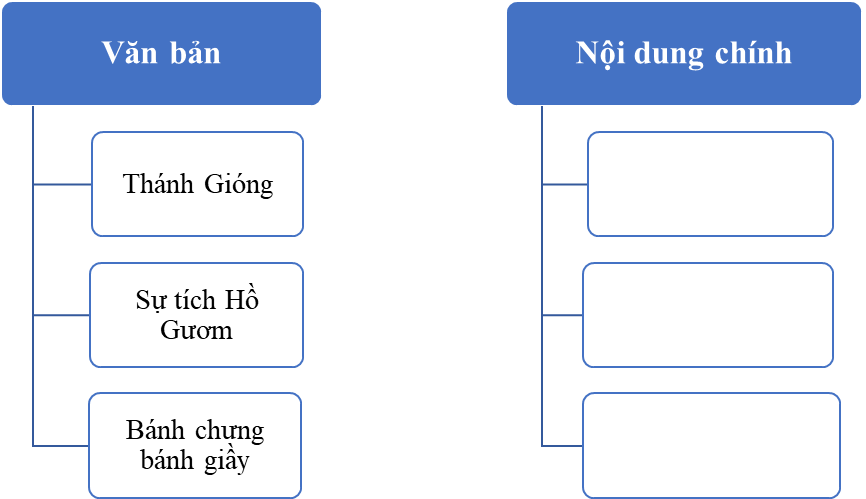 Văn bản
Thánh Gióng
Sự tích Hồ
Gươm
Bánh chưng
bánh giầy
Nội dung chính